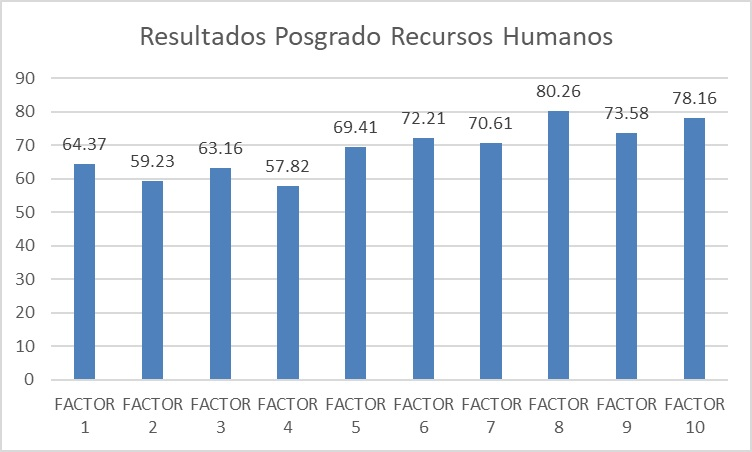 Resultados Posgrado Recursos Humanos
90
80
70
60
50
40
30
20
10
0
64.37
59.23
63.16
57.82
69.41
72.21
70.61
80.26
73.58
78.16
FACTOR 1
FACTOR 2
FACTOR 3
FACTOR 4
FACTOR 5
FACTOR 6
FACTOR 7
FACTOR 8
FACTOR 9
FACTOR 10